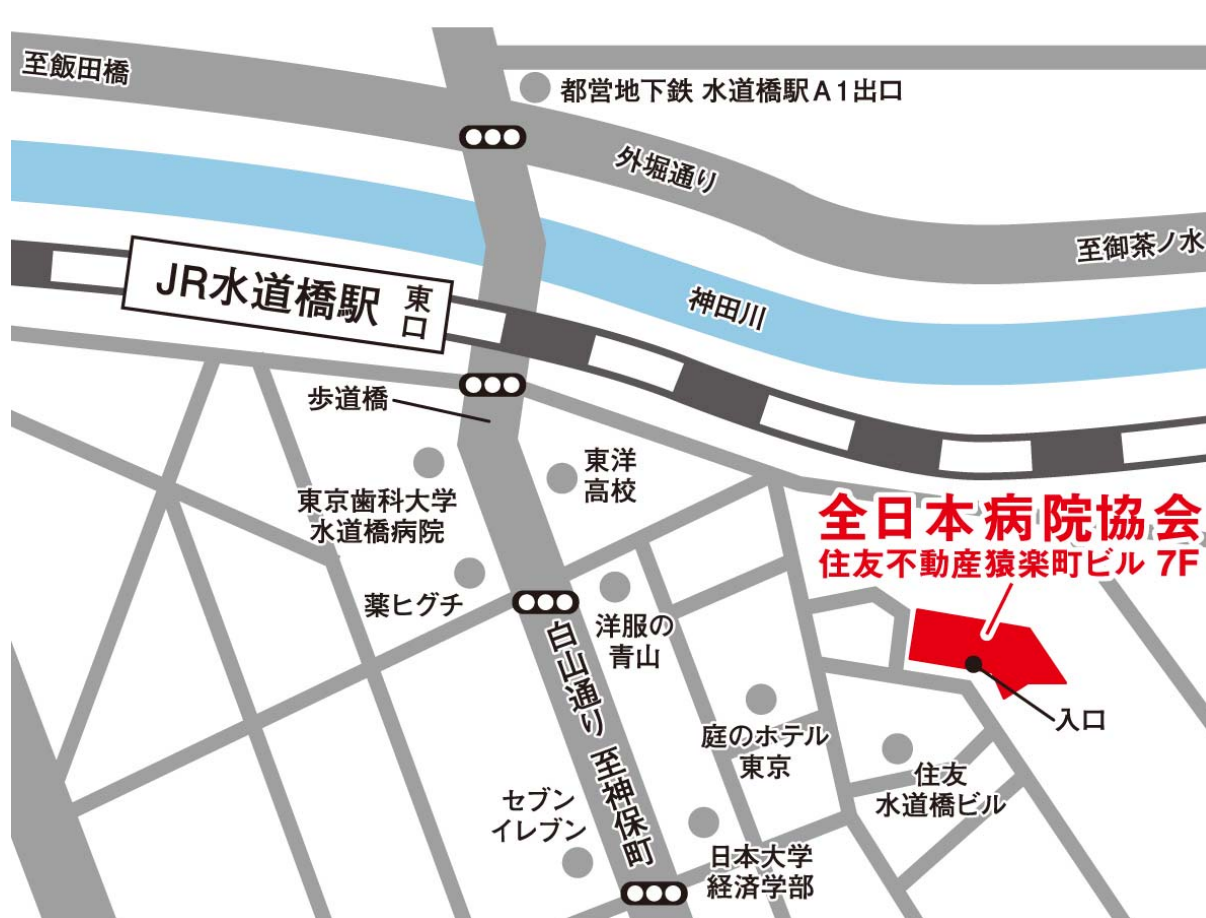 至飯田橋
都営地下鉄 水道橋駅A1出口
外堀通り
至御茶ノ水
神田川
JR水道橋駅 東口
歩道橋
東洋
高校
東京歯科大学
水道橋病院
全日本病院協会
住友不動産猿楽町ビル 7F
薬ヒグチ
洋服の
青山
白山通り 至神保町
入口
庭のホテル
東京
住友
水道橋ビル
セブン
イレブン
日本大学
経済学部